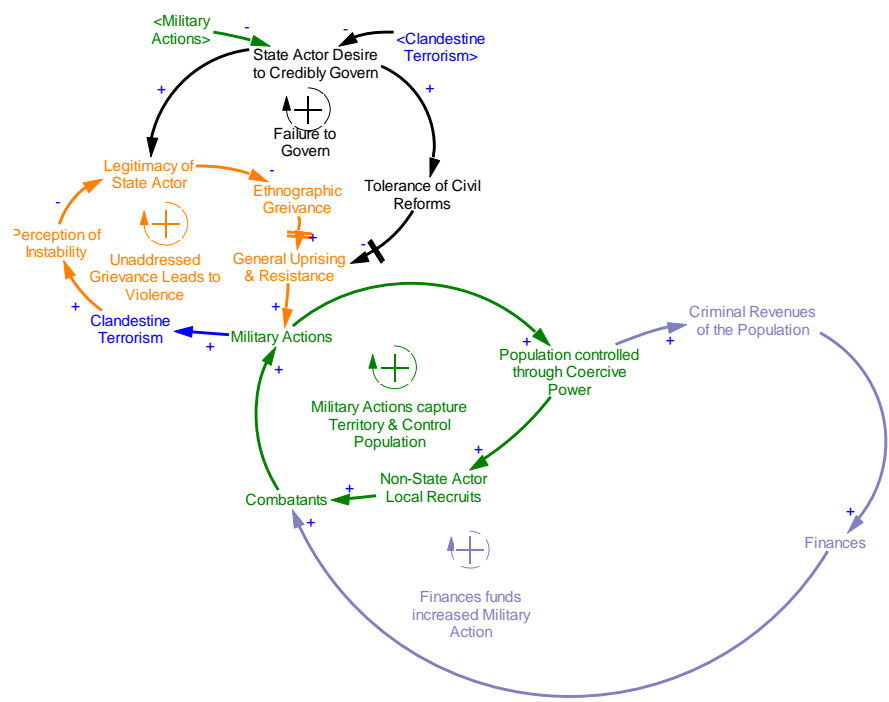 <Military
Actions>
-
-
<Clandestine
Terrorism>
State Actor Desire
to Credibly Govern
+
+
Failure to
Govern
Legitimacy of
State Actor
-
Ethnographic
Greivance
Tolerance of Civil
Reforms
-
Perception of
Instability
+
-
Unaddressed
Grievance Leads to
Violence
General Uprising
& Resistance
+
+
Clandestine
Terrorism
+
Military Actions
+
Criminal Revenues
of the Population
+
+
Population controlled
through Coercive
Power
+
Military Actions capture
Territory & Control
Population
+
Non-State Actor
Local Recruits
+
Combatants
+
+
Finances
Finances funds
increased Military
Action